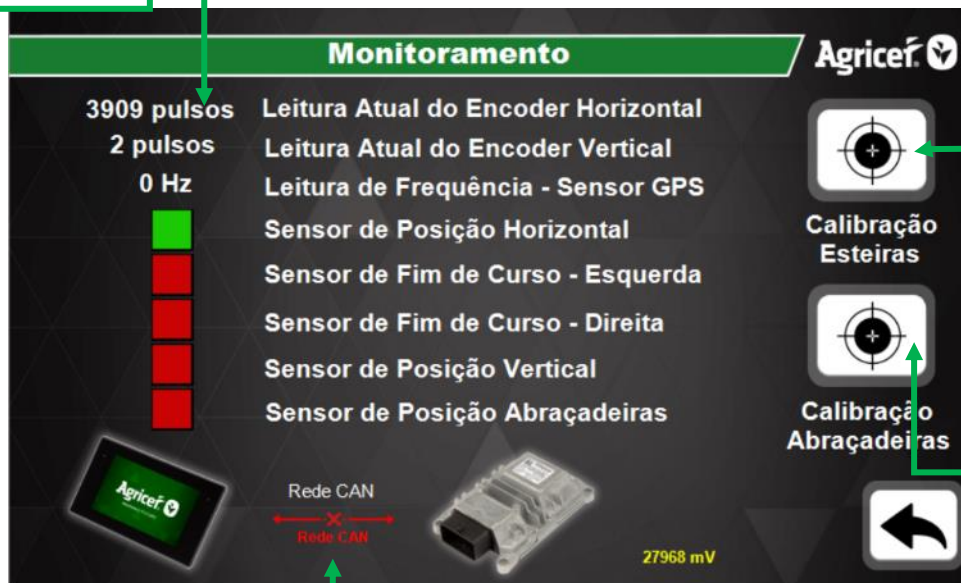 Monitoramento
Agricef
3909 pulsos Leitura Atual do Encoder Horizontal
2 pulsos Leitura Atual do Encoder Vertical
0 Hz Leitura de Frequência - Sensor GPS
Sensor de Posição Horizontal
Sensor de Fim de Curso - Esquerda
Sensor de Fim de Curso - Direita
Sensor de Posição Vertical
Sensor de Posição Abraçadeiras
Calibração
Esteiras
Calibração
Abraçadeiras
Agricef
Rede CAN
Rede CAN
27968 mV